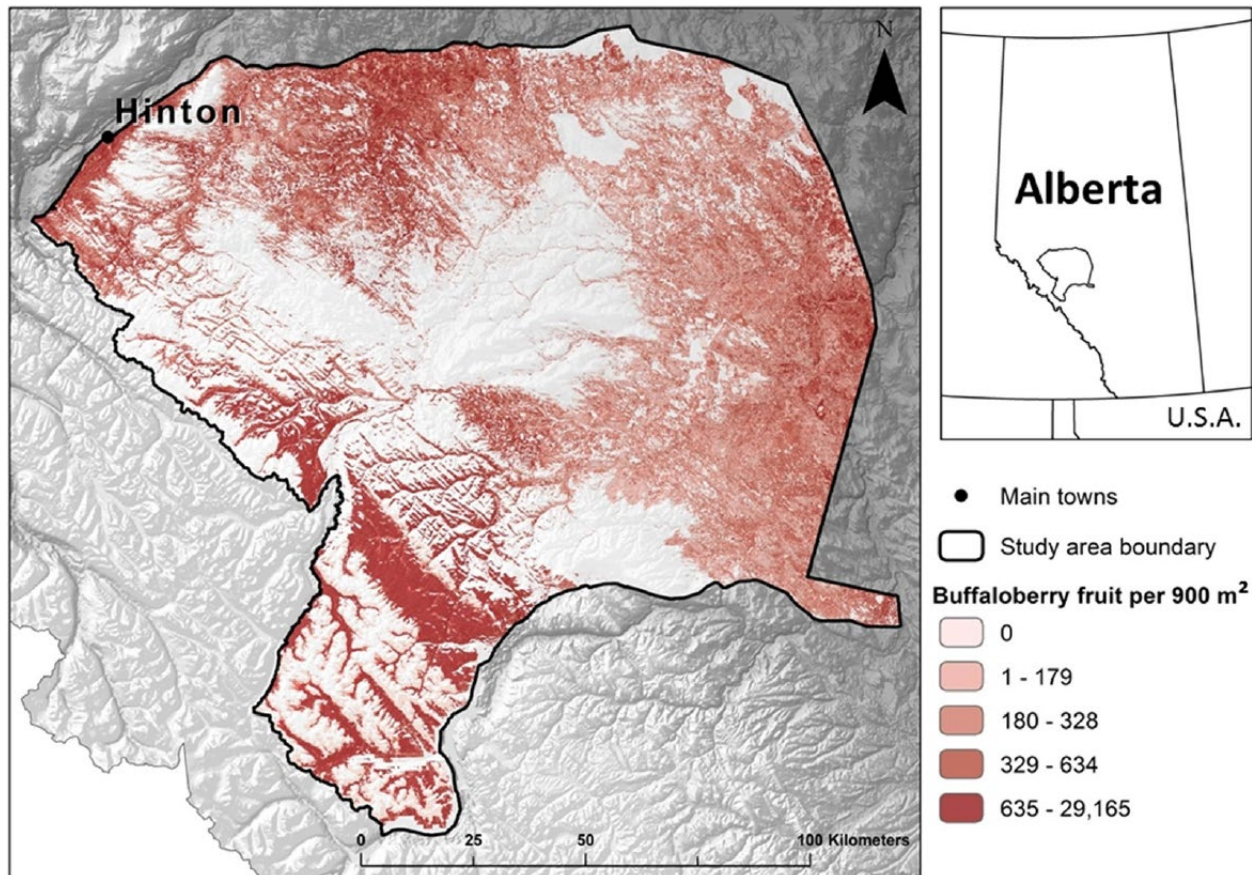 N
Hinton
Alberta
U.S.A.
Main towns
Study area boundary
Buffaloberry fruit per 900 m²
0
1 - 179
180 - 328
329 - 634
635 - 29,165
0 25 50 100 Kilometers